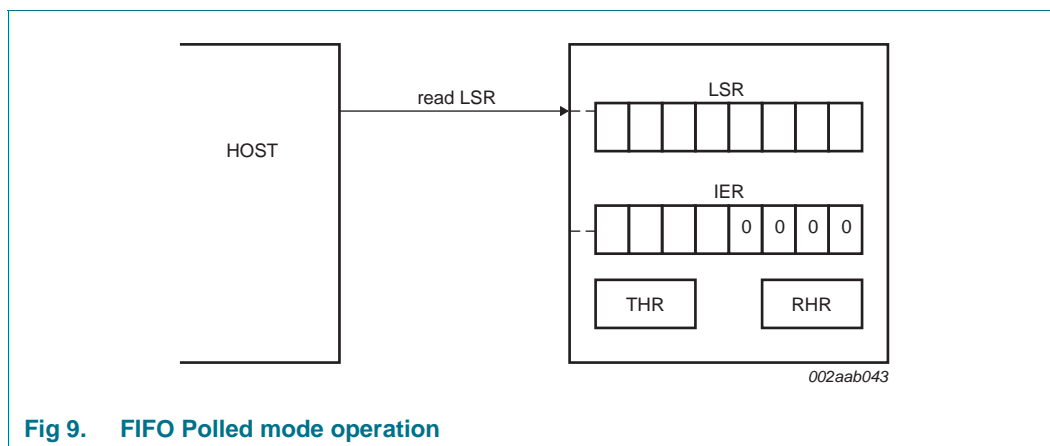 read LSR
LSR
HOST
IER
0 0 0 0
THR RHR
002aab043
Fig 9. FIFO Polled mode operation